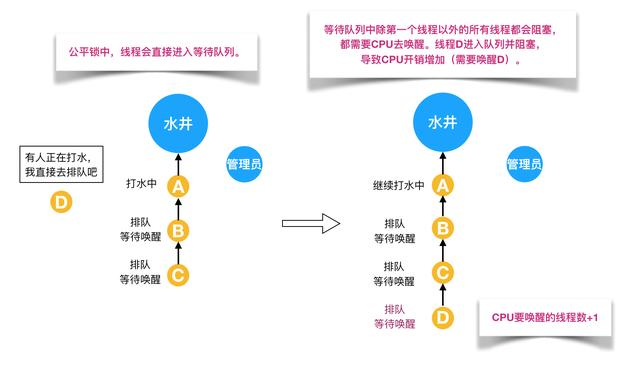 公平锁中，线程会直接进入等待队列。
等待队列中除第一个线程以外的所有线程都会阻塞，
都需要CPU去唤醒。线程D进入队列并阻塞，
导致CPU开销增加（需要唤醒D）。
水井
管理员
有人正在打水，
我直接去排队吧
D
打水中
A
排队
等待唤醒
B
排队
等待唤醒
C
水井
管理员
继续打水中
A
排队
等待唤醒
B
排队
等待唤醒
C
排队
等待唤醒
D
CPU要唤醒的线程数+1